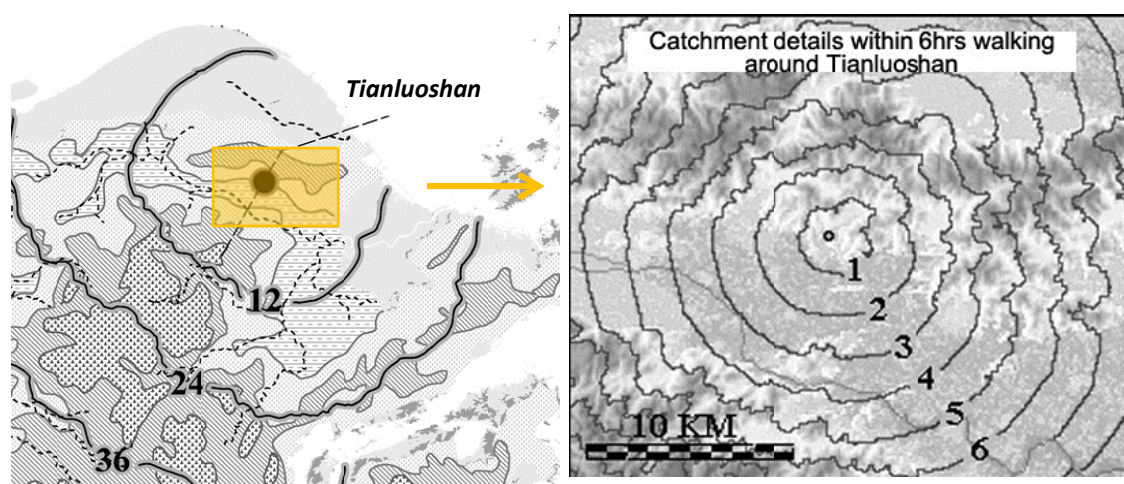 Tianluoshan
12
24
36
Catchment details within 6hrs walking
around Tianluoshan
1
2
3
4
5
6
10 KM